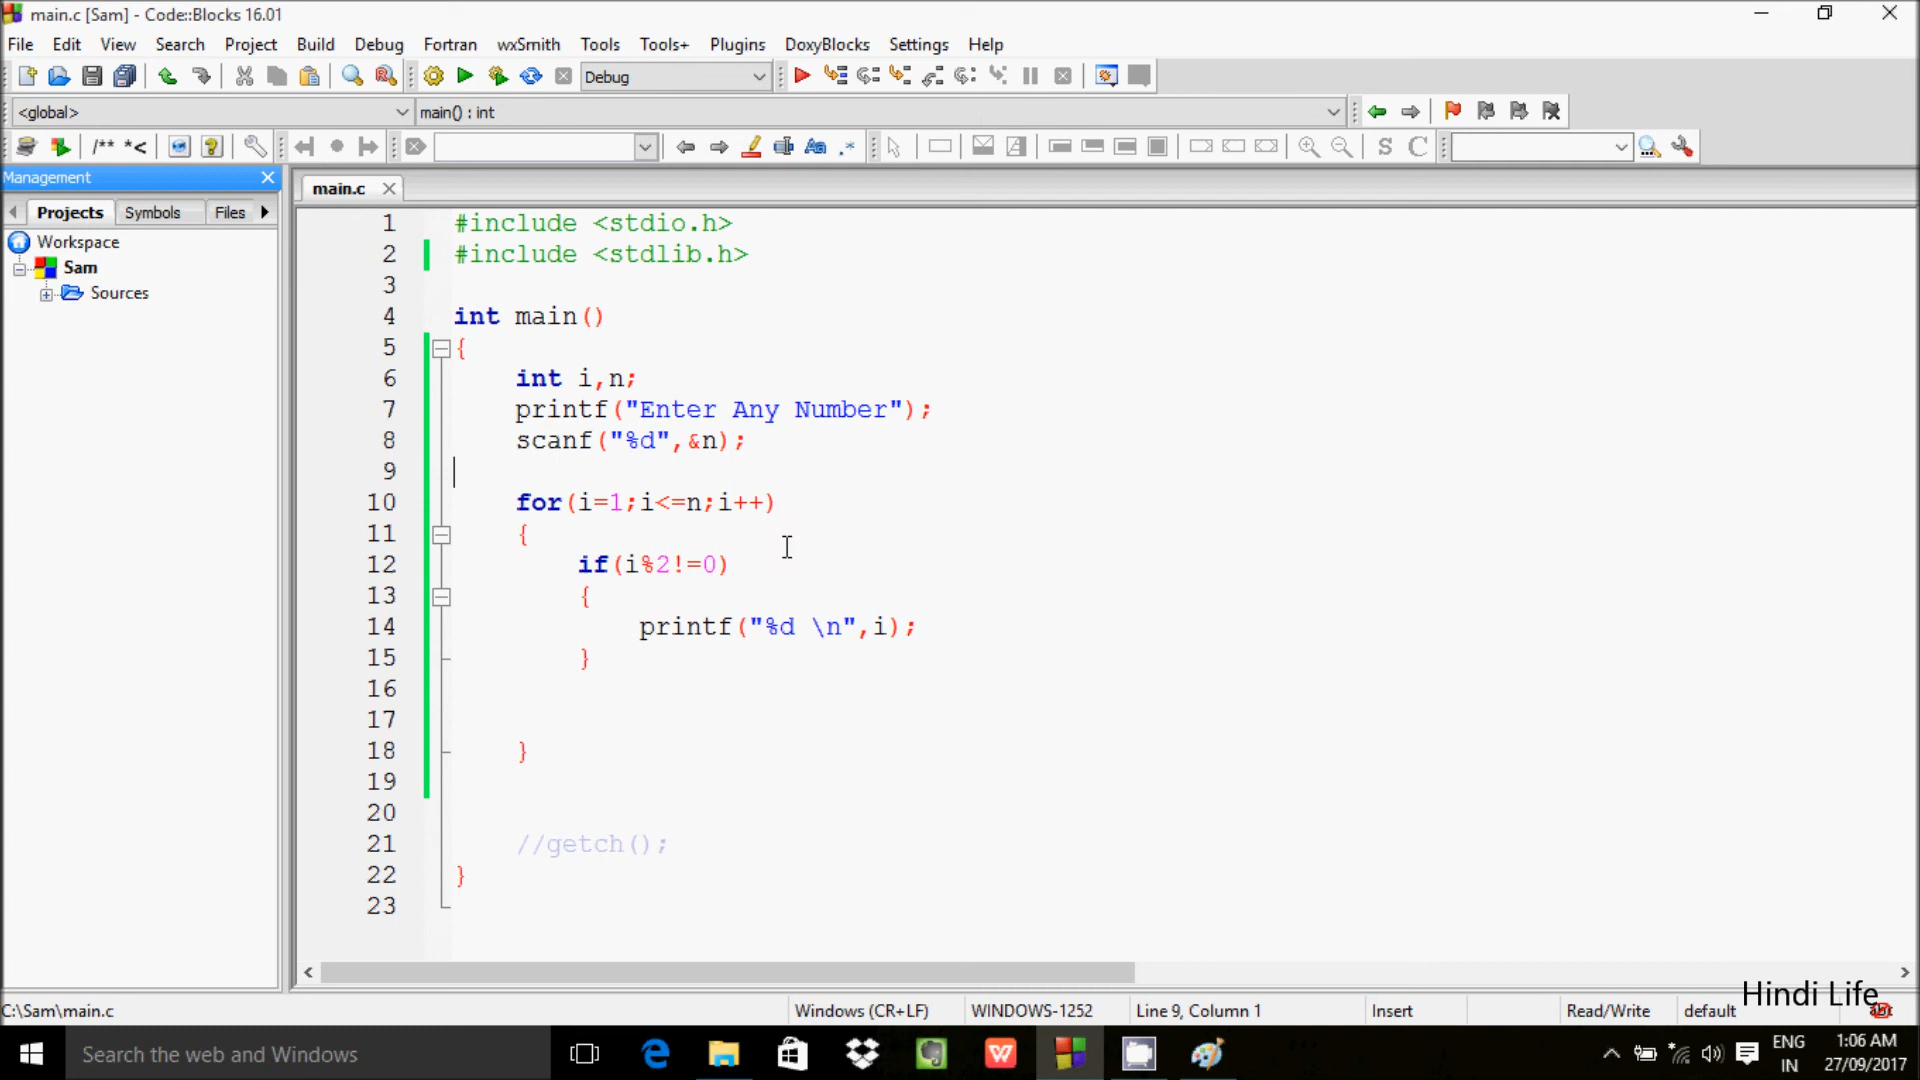 main.c [Sam] - Code::Blocks 16.01
File Edit View Search Project Build Debug Fortran wxSmith Tools Tools+ Plugins DoxyBlocks Settings Help
Debug
<global> main() : int
/** *< Aa .* S C
Management
Projects Symbols Files
main.c
Workspace
Sam
Sources
1 #include <stdio.h>
2 #include <stdlib.h>
3
4 int main()
5 {
6 int i,n;
7 printf("Enter Any Number");
8 scanf("%d",&n);
9
10 for(i=1;i<=n;i++)
11 {
12 if(i%2!=0)
13 {
14 printf("%d \n",i);
15 }
16
17
18 }
19
20
21 //getch();
22 }
23
Hindi Life
C:\Sam\main.c Windows (CR+LF) WINDOWS-1252 Line 9, Column 1 Insert Read/Write default
Search the web and Windows
ENG
IN
1:06 AM
27/09/2017